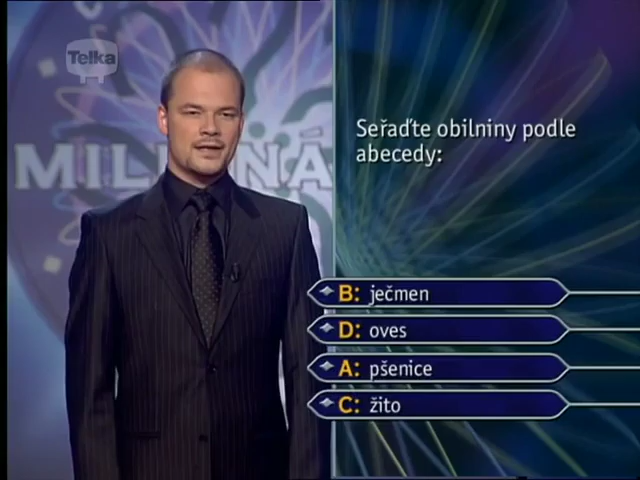 Telka
MILIONÁ
Seřaďte obilniny podle
abecedy:
B: ječmen
D: oves
A: pšenice
C: žito